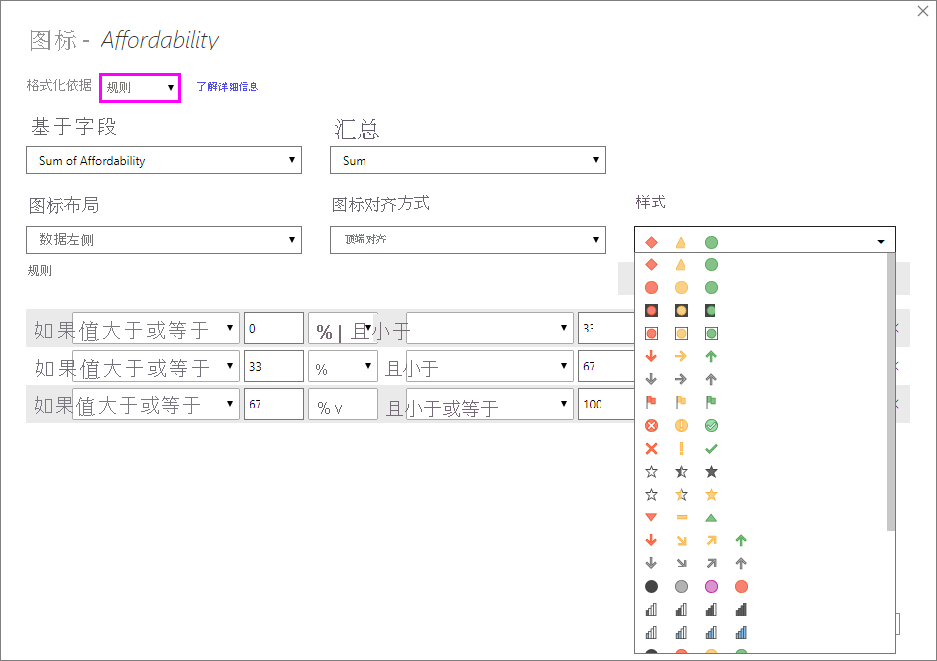 图标 - Affordability
格式化依据 规则 了解详细信息
基于字段 汇总
Sum of Affordability Sum
图标布局 图标对齐方式 样式
数据左侧 顶端对齐
规则
如果值大于或等于 0 % 且小于
如果值大于或等于 33 % 且小于 67
如果值大于或等于 67 % 且小于或等于 100